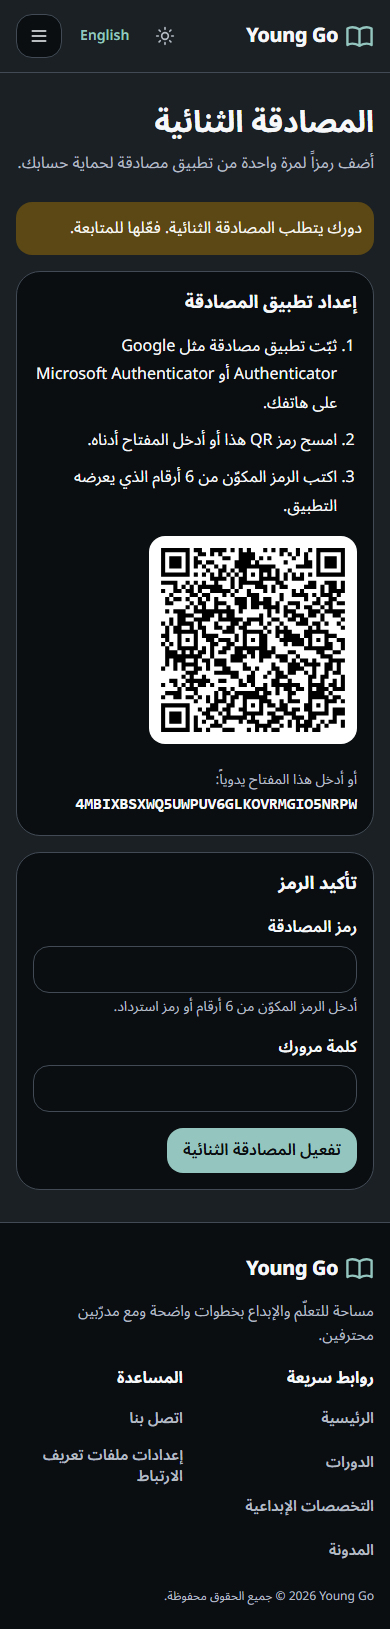 Young Go
English
المصادقة الثنائية
أضف رمزاً لمرة واحدة من تطبيق مصادقة لحماية حسابك.
دورك يتطلب المصادقة الثنائية. فعّلها للمتابعة.
إعداد تطبيق المصادقة
1. ثبّت تطبيق مصادقة مثل Google
Authenticator أو Microsoft Authenticator
على هاتفك.
2. امسح رمز QR هذا أو أدخل المفتاح أدناه.
3. اكتب الرمز المكوّن من 6 أرقام الذي يعرضه
التطبيق.
أو أدخل هذا المفتاح يدوياً:
4MBIXBSXWQ5UWPUV6GLKOVRMGIO5NRPW
تأكيد الرمز
رمز المصادقة
أدخل الرمز المكوّن من 6 أرقام أو رمز استرداد.
كلمة مرورك
تفعيل المصادقة الثنائية
Young Go
مساحة للتعلّم والإبداع بخطوات واضحة ومع مدرّبين
محترفين.
روابط سريعة
الرئيسية
الدورات
التخصصات الإبداعية
المدونة
المساعدة
اتصل بنا
إعدادات ملفات تعريف
الارتباط
Young Go 2026 © جميع الحقوق محفوظة.